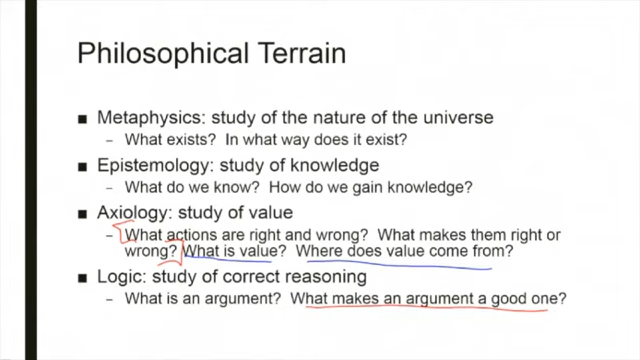 Philosophical Terrain
■ Metaphysics: study of the nature of the universe
– What exists? In what way does it exist?
■ Epistemology: study of knowledge
– What do we know? How do we gain knowledge?
■ Axiology: study of value
– What actions are right and wrong? What makes them right or
wrong? What is value? Where does value come from?
■ Logic: study of correct reasoning
– What is an argument? What makes an argument a good one?